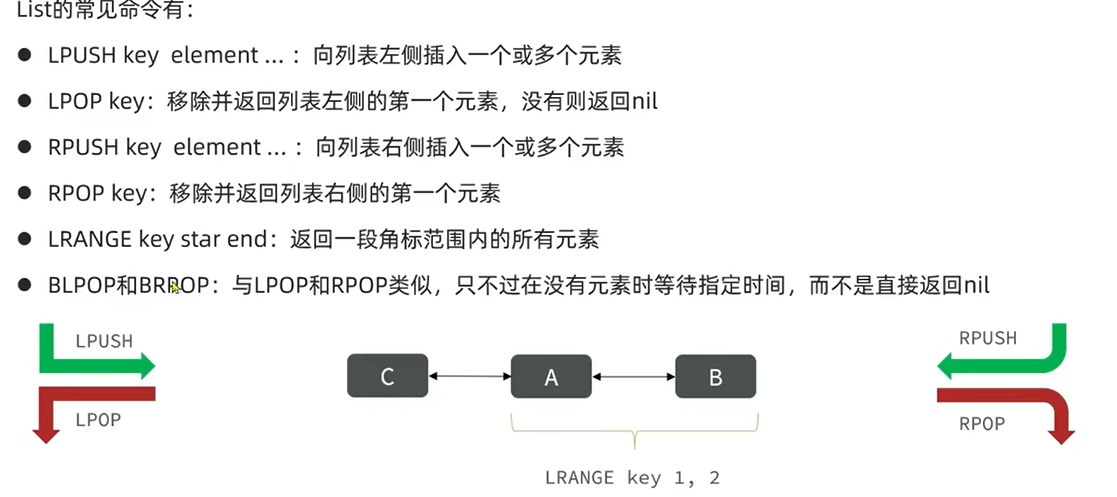 List的常见命令有：
● LPUSH key element ... ：向列表左侧插入一个或多个元素
● LPOP key：移除并返回列表左侧的第一个元素，没有则返回nil
● RPUSH key element ... ：向列表右侧插入一个或多个元素
● RPOP key：移除并返回列表右侧的第一个元素
● LRANGE key star end：返回一段角标范围内的所有元素
● BLPOP和BRPOP：与LPOP和RPOP类似，只不过在没有元素时等待指定时间，而不是直接返回nil
LPUSH
RPUSH
C
A
B
LPOP
RPOP
LRANGE key 1, 2